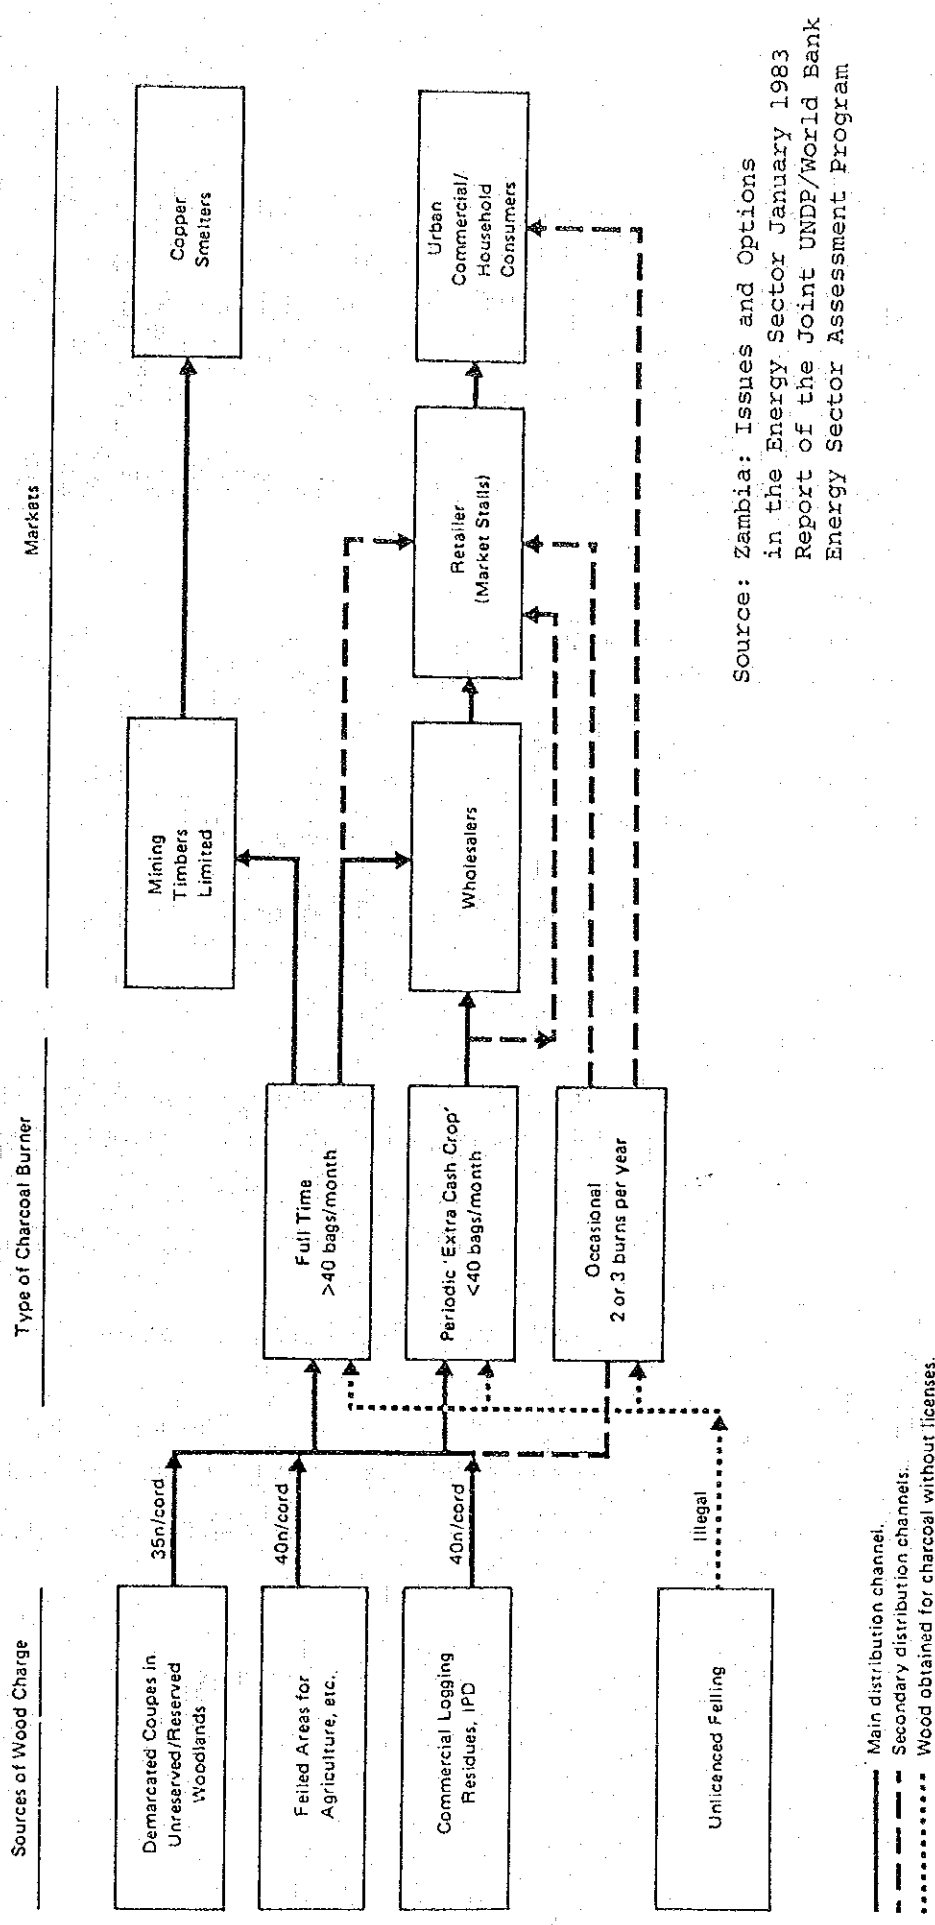 Sources of Wood Charge
Type of Charcoal Burner
Markets
Demarcated Coupes in
Unreserved/Reserved
Woodlands
35n/cord
Felled Areas for
Agriculture, etc.
40n/cord
Commercial Logging
Residues, IPD
40n/cord
Unlicenced Felling
Illegal
Full Time
>40 bags/month
Periodic 'Extra Cash Crop'
<40 bags/month
Occasional
2 or 3 burns per year
Mining
Timbers
Limited
Copper
Smelters
Wholesalers
Retailer
(Market Stalls)
Urban
Commercial/
Household
Consumers
Main distribution channel.
Secondary distribution channels.
Wood obtained for charcoal without licenses.
Source: Zambia: Issues and Options
in the Energy Sector January 1983
Report of the Joint UNDP/World Bank
Energy Sector Assessment Program